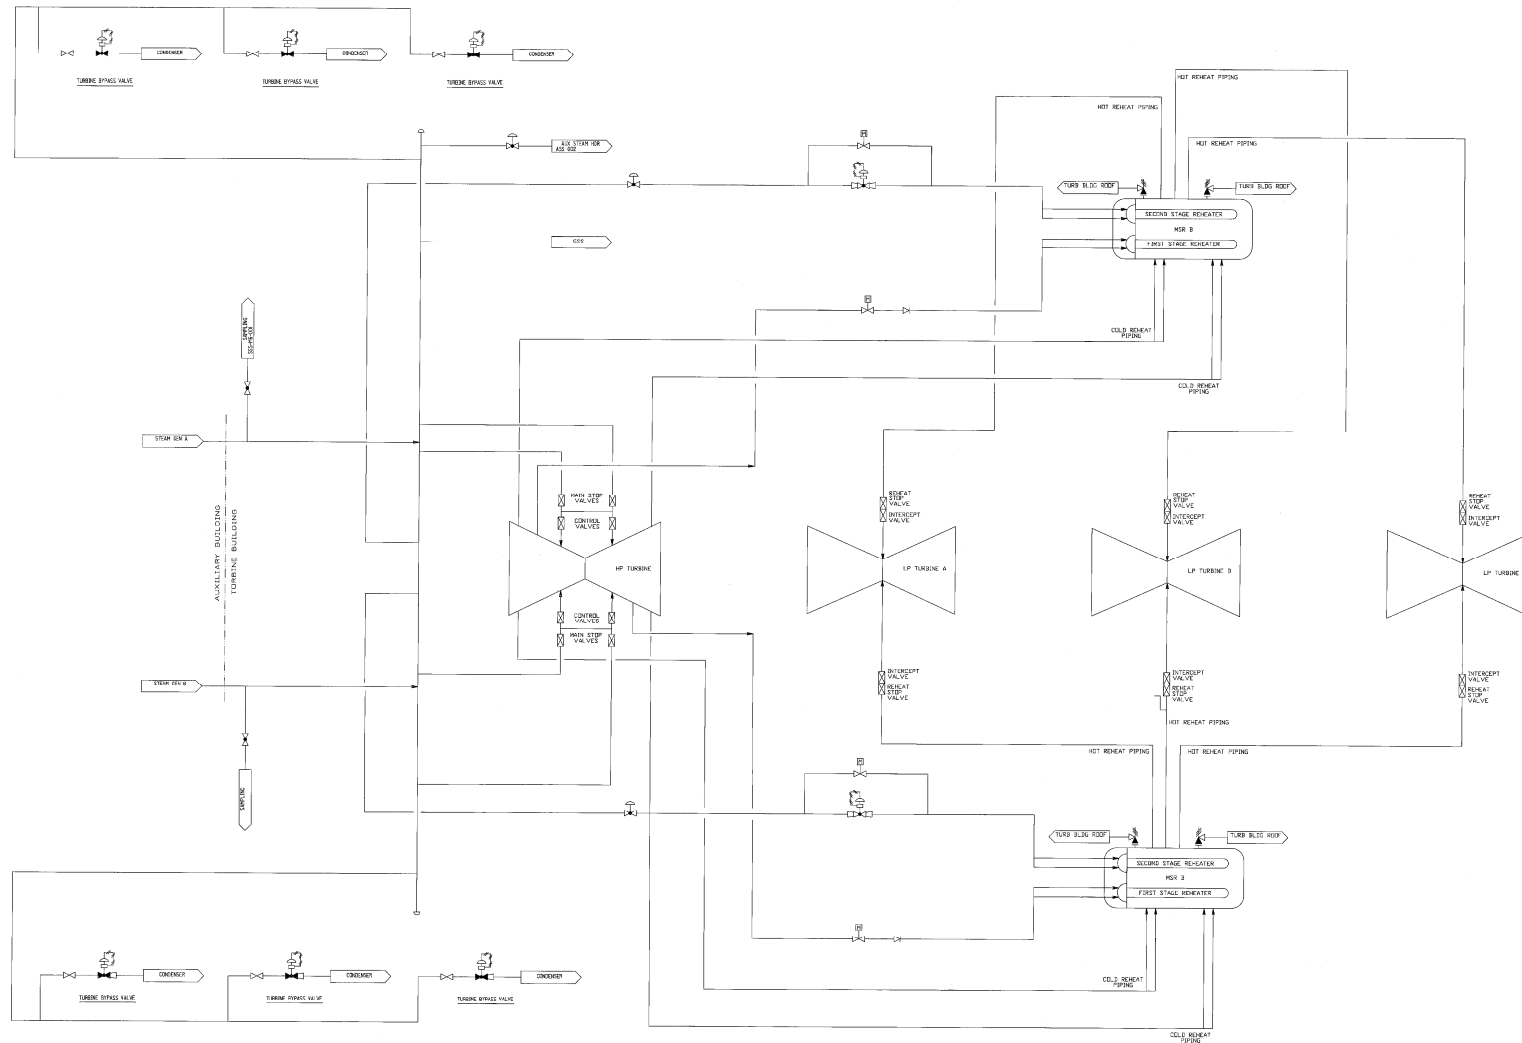 CONDENSER
CONDENSER
CONDENSER
TURBINE BYPASS VALVE
TURBINE BYPASS VALVE
TURBINE BYPASS VALVE
HOT REHEAT PIPING
HOT REHEAT PIPING
HOT REHEAT PIPING
M
AUX STEAM HDR
ASS 002
TURB BLDG ROOF
TURB BLDG ROOF
SECOND STAGE REHEATER
MSR B
FIRST STAGE REHEATER
GSS
M
SAMPLING
COLD REHEAT
PIPING
COLD REHEAT
PIPING
STEAM GEN A
AUXILIARY BUILDING
TURBINE BUILDING
MAIN STOP
VALVES
CONTROL
VALVES
HP TURBINE
CONTROL
VALVES
MAIN STOP
VALVES
REHEAT
STOP
VALVE
INTERCEPT
VALVE
LP TURBINE A
INTERCEPT
VALVE
REHEAT
STOP
VALVE
REHEAT
STOP
VALVE
INTERCEPT
VALVE
LP TURBINE B
INTERCEPT
VALVE
REHEAT
STOP
VALVE
REHEAT
STOP
VALVE
INTERCEPT
VALVE
LP TURBINE
INTERCEPT
VALVE
REHEAT
STOP
VALVE
STEAM GEN B
HOT REHEAT PIPING
HOT REHEAT PIPING
HOT REHEAT PIPING
M
SAMPLING
TURB BLDG ROOF
TURB BLDG ROOF
SECOND STAGE REHEATER
MSR
FIRST STAGE REHEATER
M
COLD REHEAT
PIPING
COLD REHEAT
PIPING
CONDENSER
CONDENSER
CONDENSER
TURBINE BYPASS VALVE
TURBINE BYPASS VALVE
TURBINE BYPASS VALVE